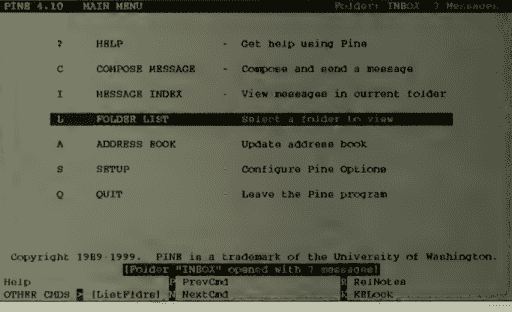 PINE 4.10 MAIN MENU Folder: INBOX 7 Messages
? HELP - Get help using Pine
C COMPOSE MESSAGE - Compose and send a message
I MESSAGE INDEX - View messages in current folder
L FOLDER LIST - Select a folder to view
A ADDRESS BOOK - Update address book
S SETUP - Configure Pine Options
Q QUIT - Leave the Pine program
Copyright 1989-1999. PINE is a trademark of the University of Washington.
[Folder "INBOX" opened with 7 messages]
Help P PrevCmd R RelNotes
OTHER CMDS > [ListFldrs] N NextCmd K KBLock